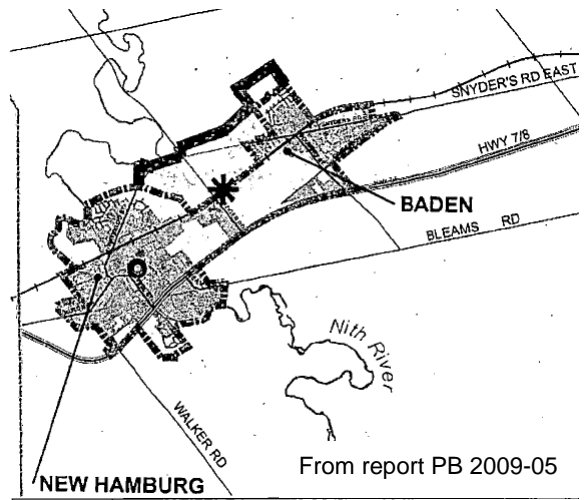 SNYDER'S RD EAST
HWY 7/8
BADEN
BLEAMS RD
Nith River
WALKER RD
From report PB 2009-05
NEW HAMBURG